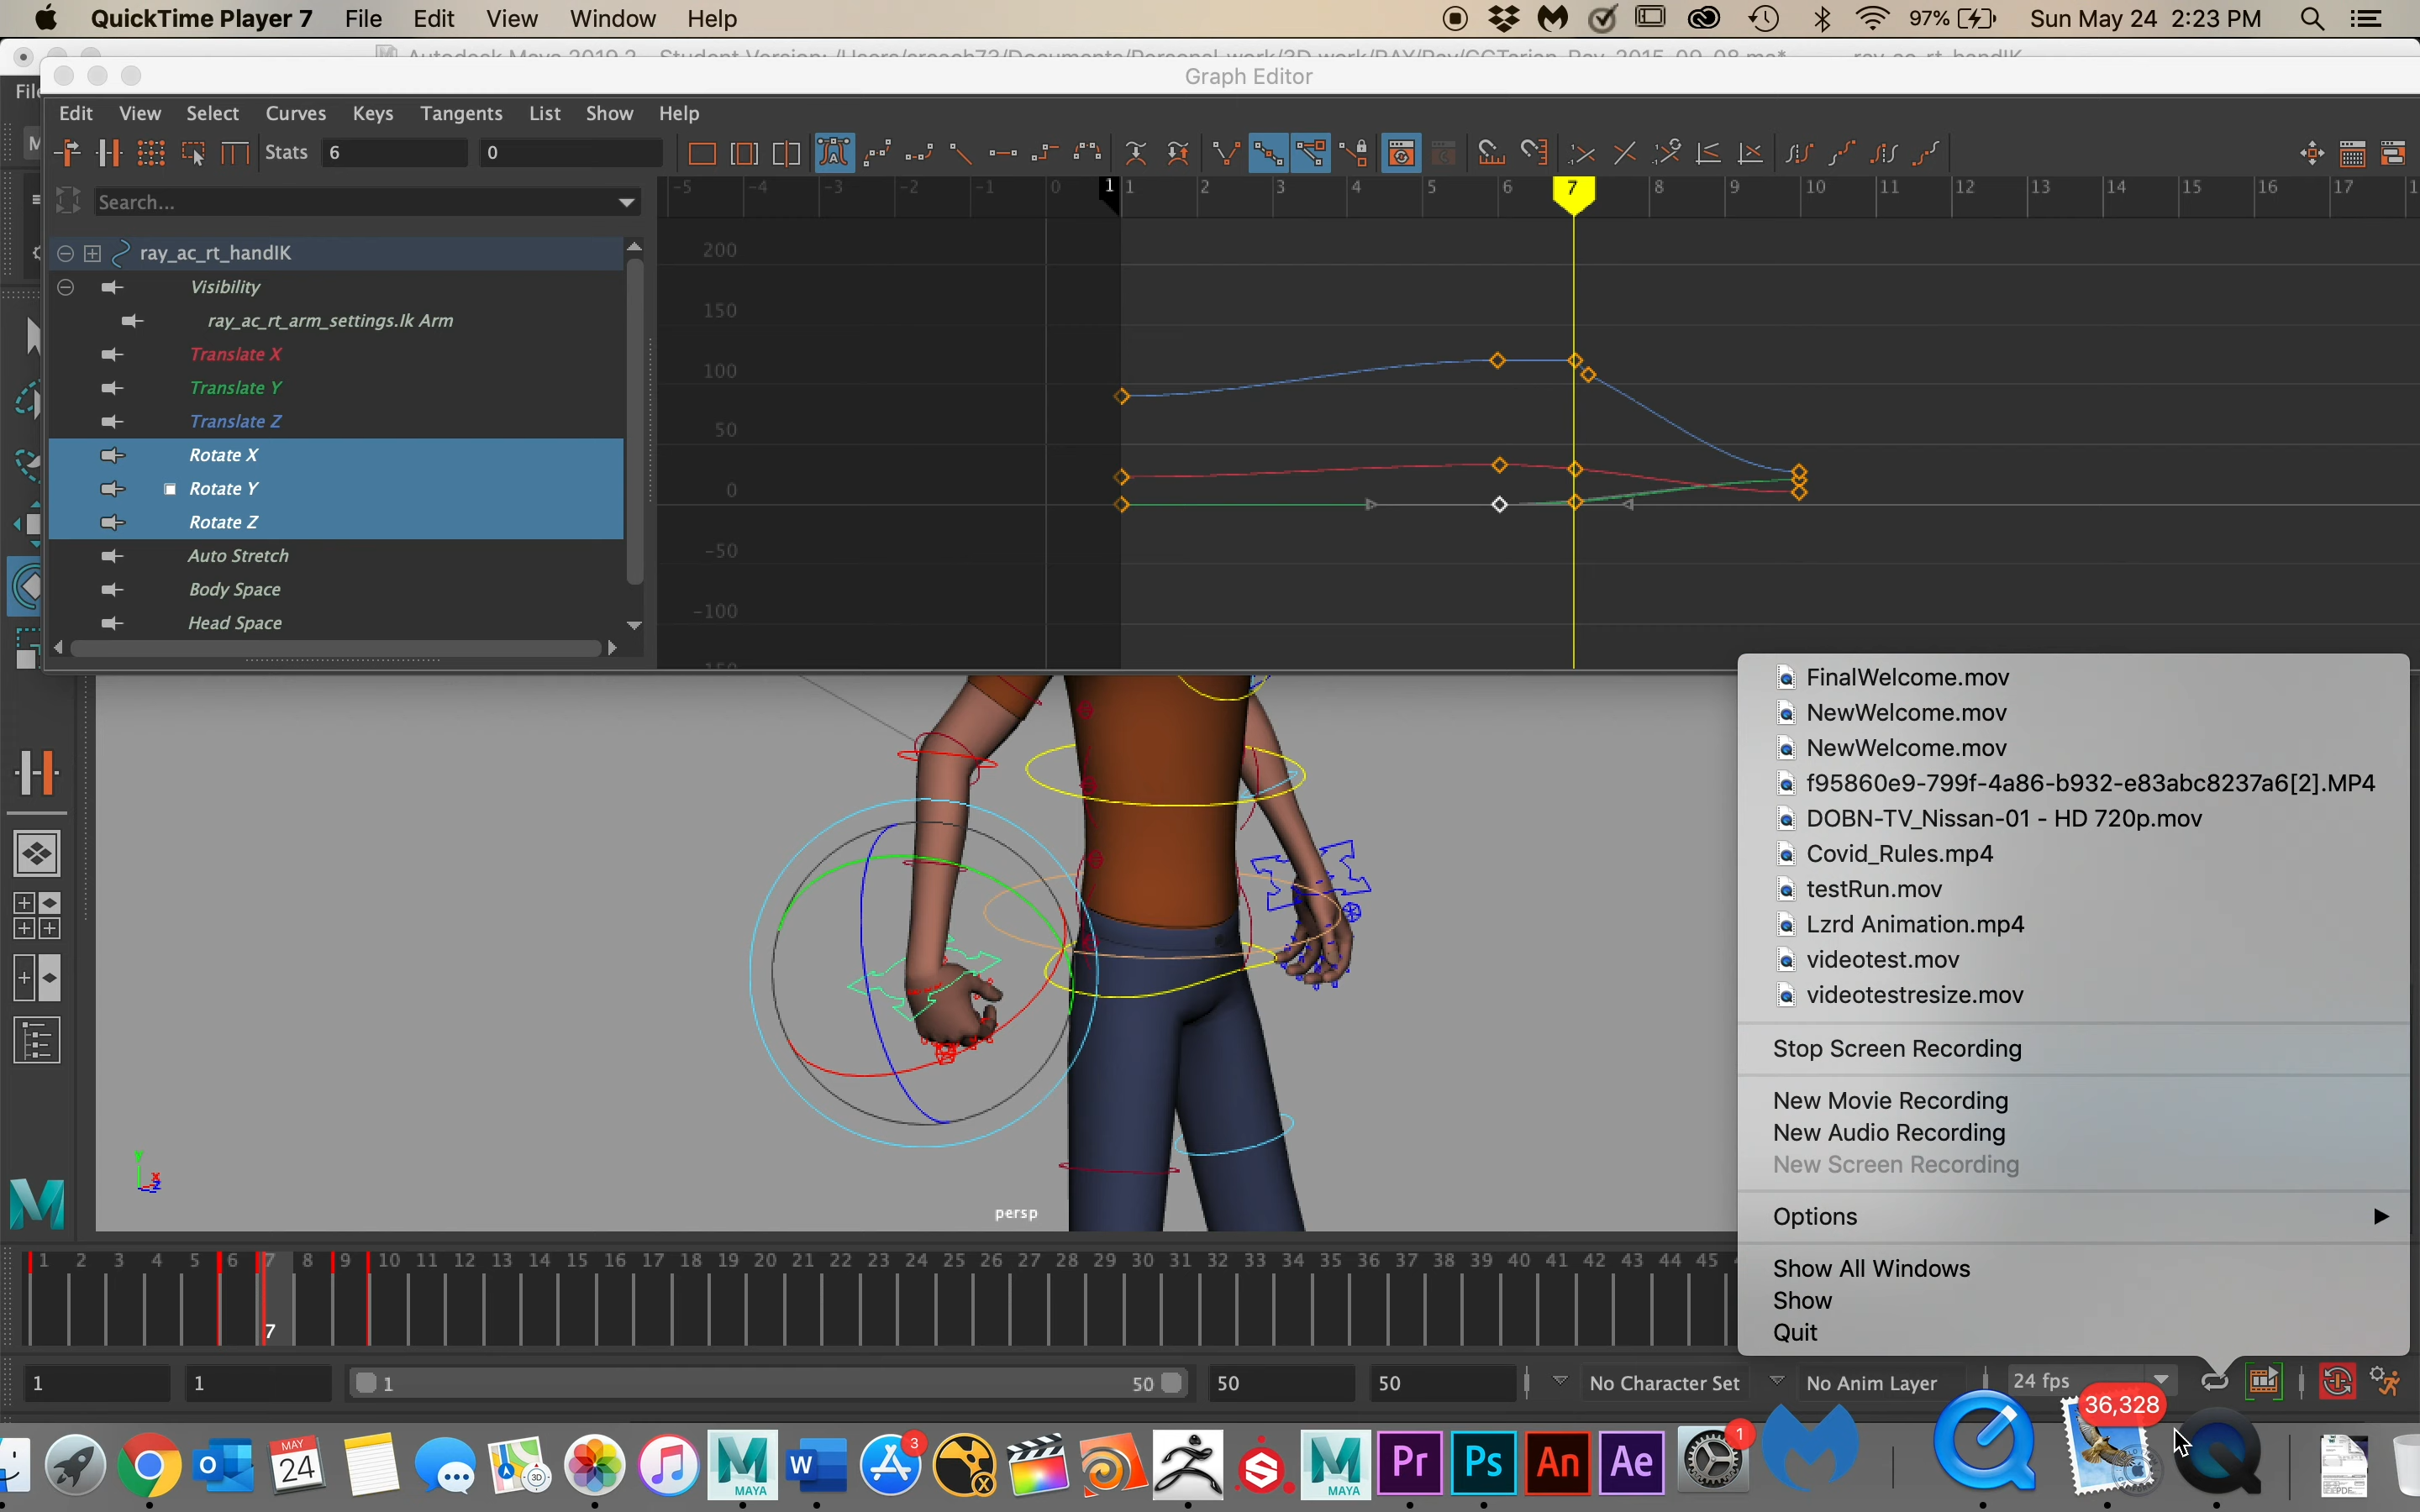 QuickTime Player 7 File Edit View Window Help 97% Sun May 24 2:23 PM
Graph Editor
File
Edit View Select Curves Keys Tangents List Show Help
Stats 6 0
Search...
-5 -4 -3 -2 -1 0 1 1 2 3 4 5 6 7 8 9 10 11 12 13 14 15 16 17
ray_ac_rt_handIK
Visibility
ray_ac_rt_arm_settings.Ik Arm
Translate X
Translate Y
Translate Z
Rotate X
Rotate Y
Rotate Z
Auto Stretch
Body Space
Head Space
200
150
100
50
0
-50
-100
FinalWelcome.mov
NewWelcome.mov
NewWelcome.mov
f95860e9-799f-4a86-b932-e83abc8237a6[2].MP4
DOBN-TV_Nissan-01 - HD 720p.mov
Covid_Rules.mp4
testRun.mov
Lzrd Animation.mp4
videotest.mov
videotestresize.mov
Stop Screen Recording
New Movie Recording
New Audio Recording
New Screen Recording
Options
Show All Windows
Show
Quit
y
x
z
persp
1 2 3 4 5 6 7 8 9 10 11 12 13 14 15 16 17 18 19 20 21 22 23 24 25 26 27 28 29 30 31 32 33 34 35 36 37 38 39 40 41 42 43 44 45
7
1 1 1 50 50 50 No Character Set No Anim Layer 24 fps
36,328
MAY
24
3D
MAYA
W
3
X
S
MAYA
Pr
Ps
An
Ae
1
PDF